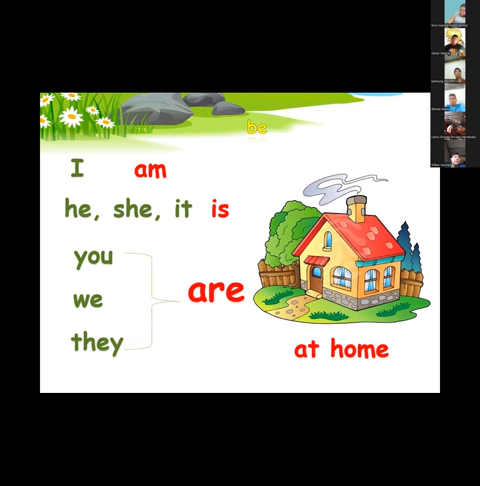 be
I am
he, she, it is
you
we
are
they
at home